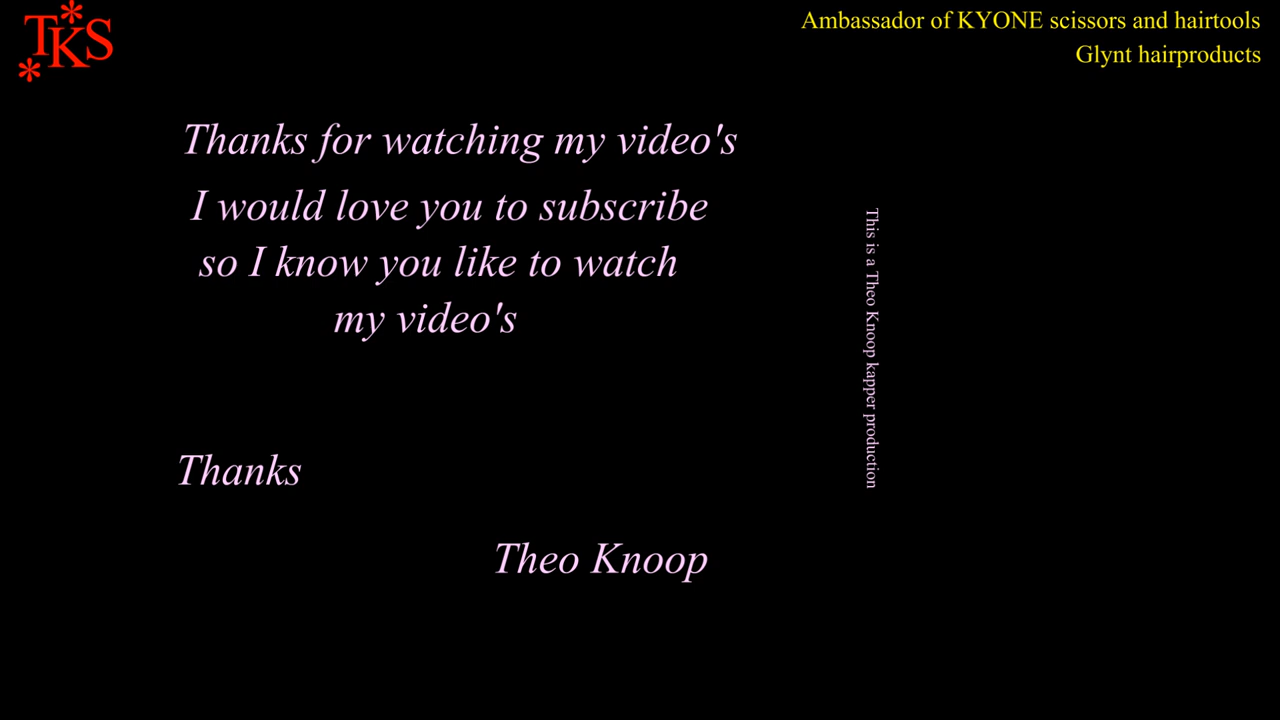 *TKS*
Ambassador of KYONE scissors and hairtools
Glynt hairproducts
Thanks for watching my video's
I would love you to subscribe
so I know you like to watch
my video's
This is a Theo Knoop kapper production
Thanks
Theo Knoop